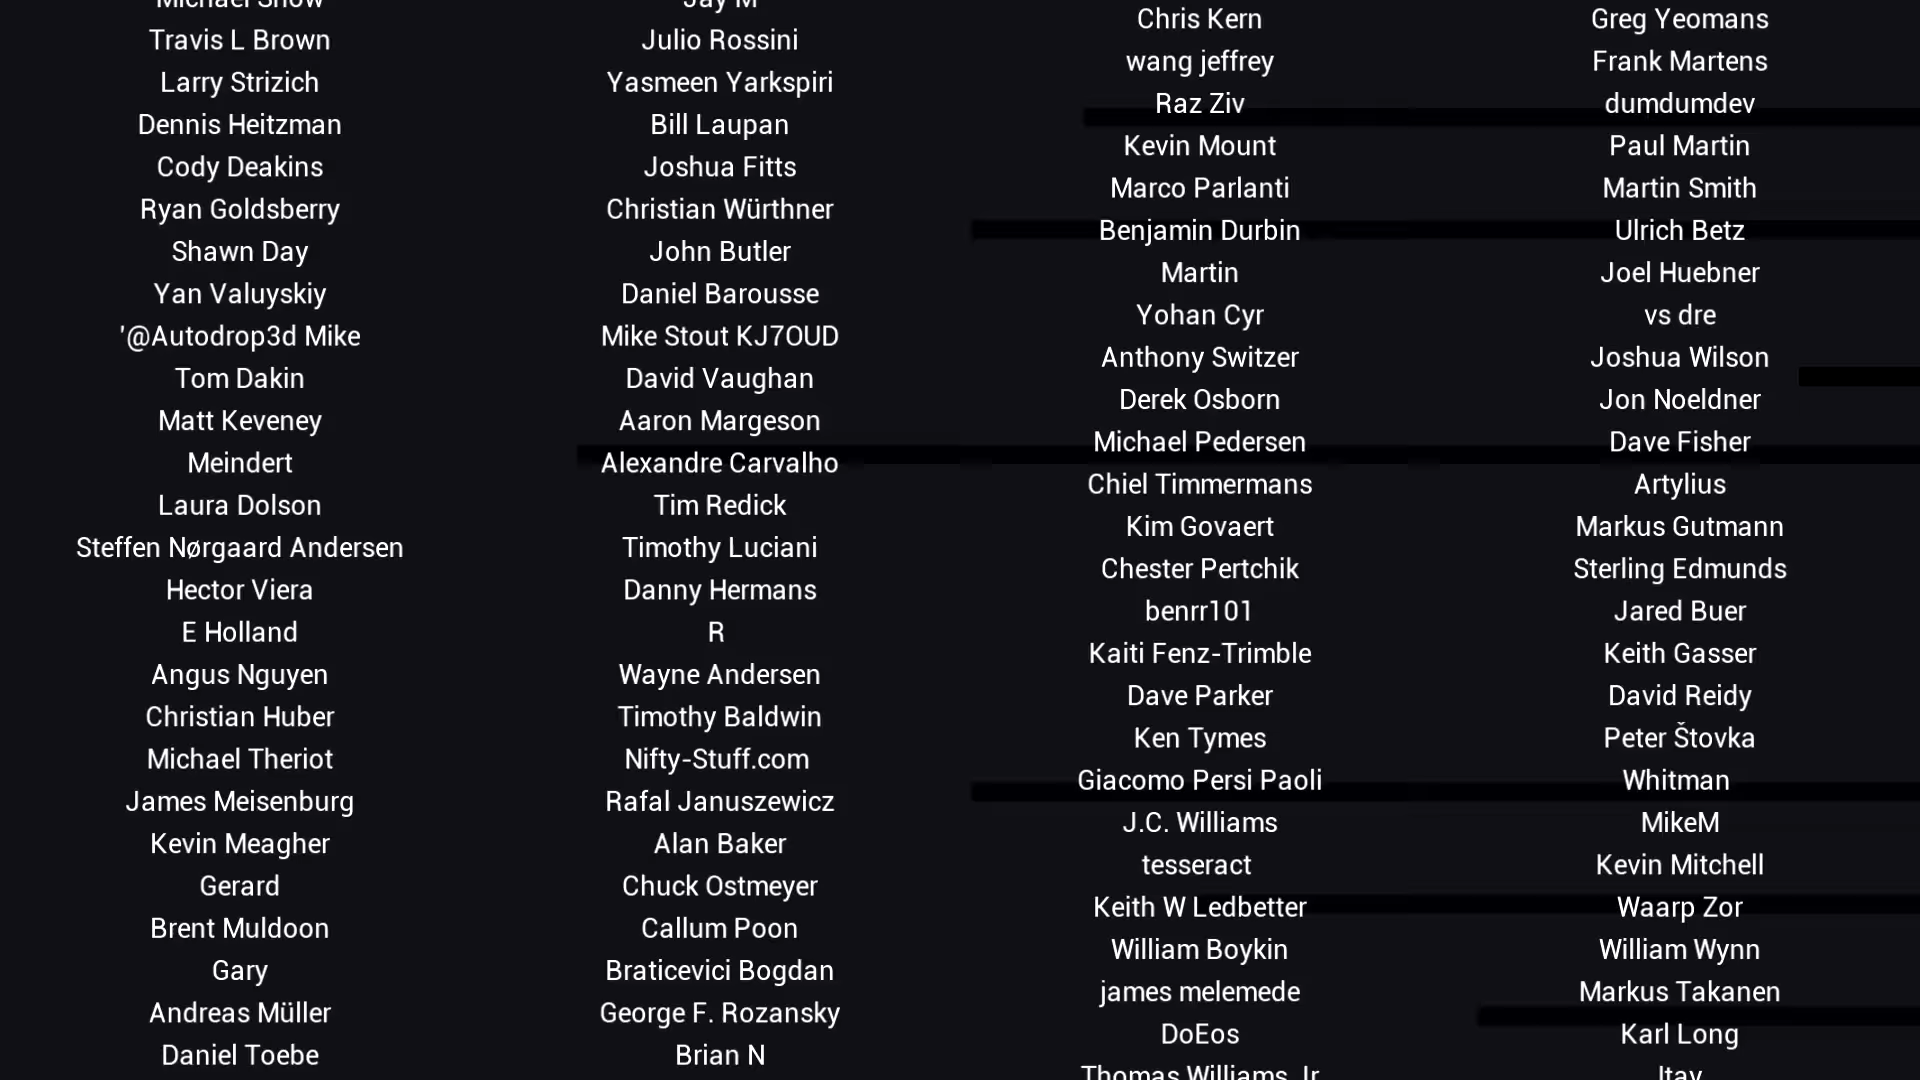 Michael Snow
Travis L Brown
Larry Strizich
Dennis Heitzman
Cody Deakins
Ryan Goldsberry
Shawn Day
Yan Valuyskiy
'@Autodrop3d Mike
Tom Dakin
Matt Keveney
Meindert
Laura Dolson
Steffen Nørgaard Andersen
Hector Viera
E Holland
Angus Nguyen
Christian Huber
Michael Theriot
James Meisenburg
Kevin Meagher
Gerard
Brent Muldoon
Gary
Andreas Müller
Daniel Toebe
Jay M
Julio Rossini
Yasmeen Yarkspiri
Bill Laupan
Joshua Fitts
Christian Würthner
John Butler
Daniel Barousse
Mike Stout KJ7OUD
David Vaughan
Aaron Margeson
Alexandre Carvalho
Tim Redick
Timothy Luciani
Danny Hermans
R
Wayne Andersen
Timothy Baldwin
Nifty-Stuff.com
Rafal Januszewicz
Alan Baker
Chuck Ostmeyer
Callum Poon
Braticevici Bogdan
George F. Rozansky
Brian N
Chris Kern
wang jeffrey
Raz Ziv
Kevin Mount
Marco Parlanti
Benjamin Durbin
Martin
Yohan Cyr
Anthony Switzer
Derek Osborn
Michael Pedersen
Chiel Timmermans
Kim Govaert
Chester Pertchik
benrr101
Kaiti Fenz-Trimble
Dave Parker
Ken Tymes
Giacomo Persi Paoli
J.C. Williams
tesseract
Keith W Ledbetter
William Boykin
james melemede
DoEos
Thomas Williams Jr
Greg Yeomans
Frank Martens
dumdumdev
Paul Martin
Martin Smith
Ulrich Betz
Joel Huebner
vs dre
Joshua Wilson
Jon Noeldner
Dave Fisher
Artylius
Markus Gutmann
Sterling Edmunds
Jared Buer
Keith Gasser
David Reidy
Peter Štovka
Whitman
MikeM
Kevin Mitchell
Waarp Zor
William Wynn
Markus Takanen
Karl Long
Itay